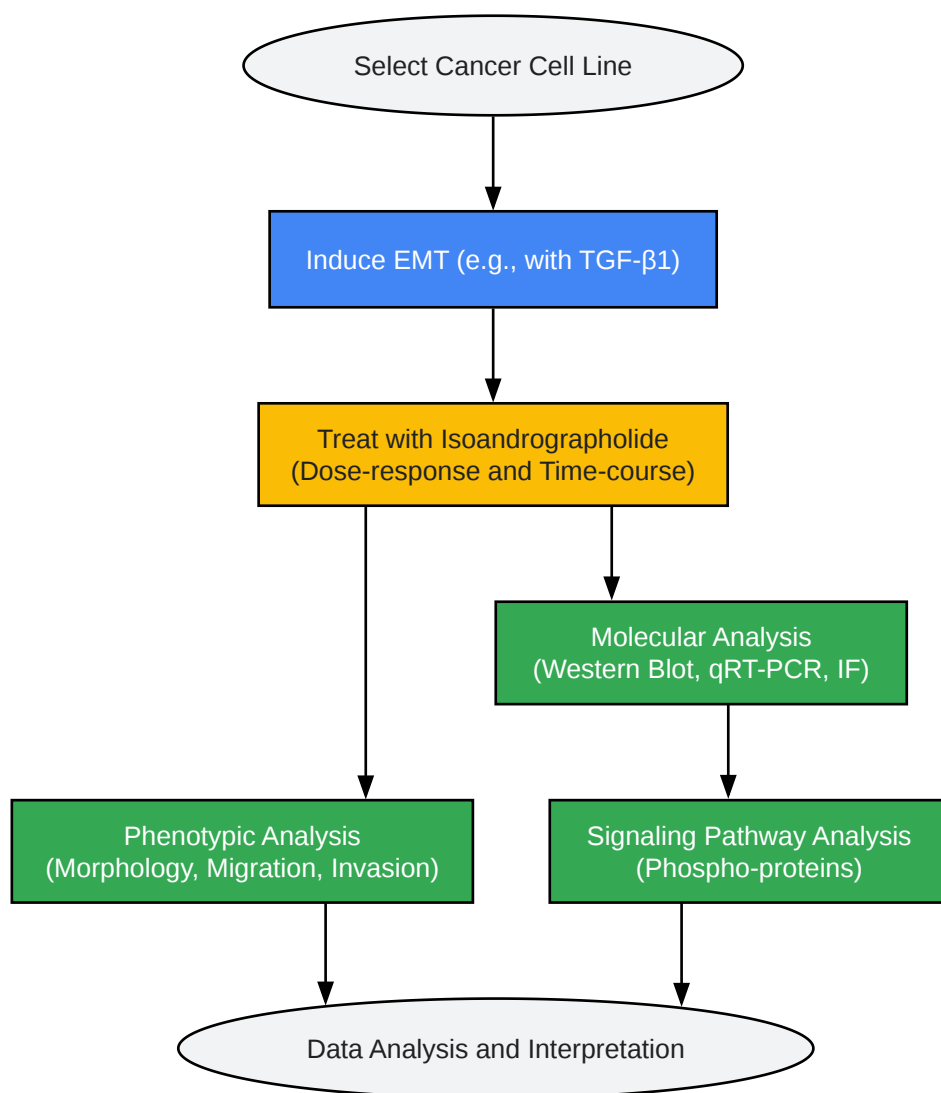 Select Cancer Cell Line
Induce EMT (e.g., with TGF-β1)
Treat with Isoandrographolide
(Dose-response and Time-course)
Molecular Analysis
(Western Blot, qRT-PCR, IF)
Phenotypic Analysis
(Morphology, Migration, Invasion)
Signaling Pathway Analysis
(Phospho-proteins)
Data Analysis and Interpretation